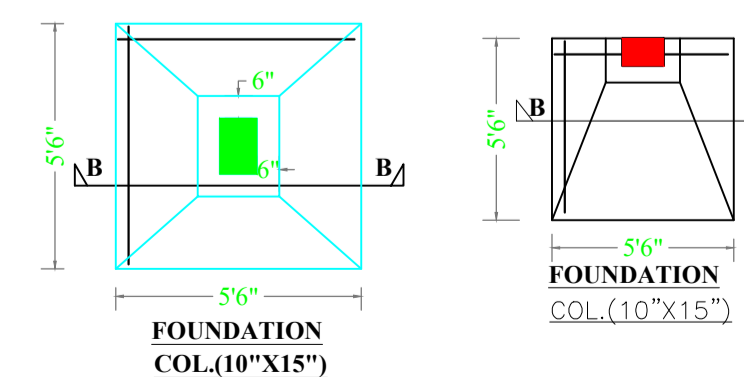 6"
5'6"
B
6"
B
5'6"
FOUNDATION
COL.(10"X15")
B
5'6"
5'6"
FOUNDATION
COL.(10”X15”)